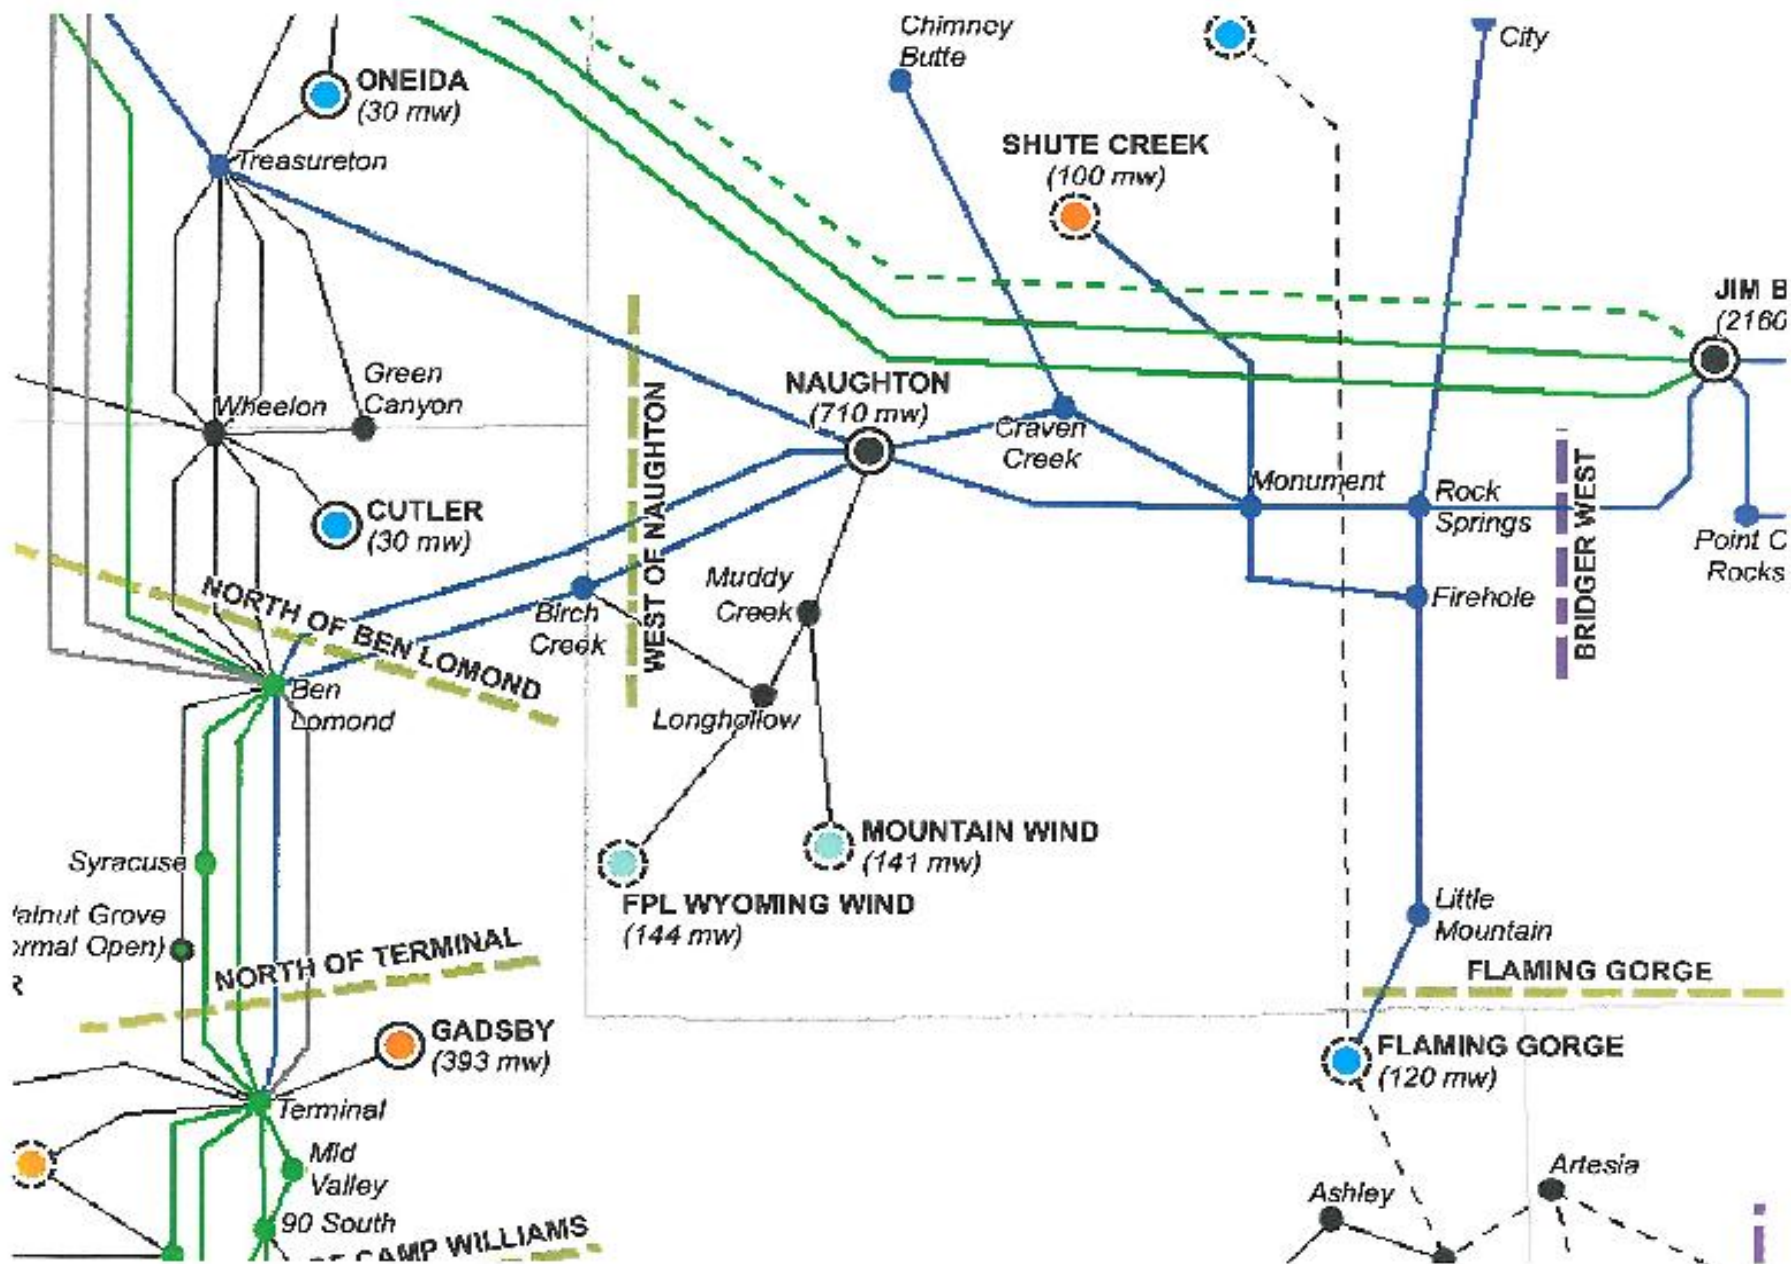 Chimney
Butte
City
ONEIDA
(30 mw)
Treasureton
SHUTE CREEK
(100 mw)
JIM B
(2160
Green
Canyon
Wheelon
NAUGHTON
(710 mw)
Craven
Creek
WEST OF NAUGHTON
CUTLER
(30 mw)
Monument
Rock
Springs
BRIDGER WEST
Point C
Rocks
NORTH OF BEN LOMOND
Birch
Creek
Muddy
Creek
Firehole
Ben
Lomond
Longhollow
Syracuse
MOUNTAIN WIND
(141 mw)
FPL WYOMING WIND
(144 mw)
alnut Grove
ormal Open)
R
Little
Mountain
NORTH OF TERMINAL
FLAMING GORGE
GADSBY
(393 mw)
FLAMING GORGE
(120 mw)
Terminal
Mid
Valley
Ashley
Artesia
90 South
CAMP WILLIAMS